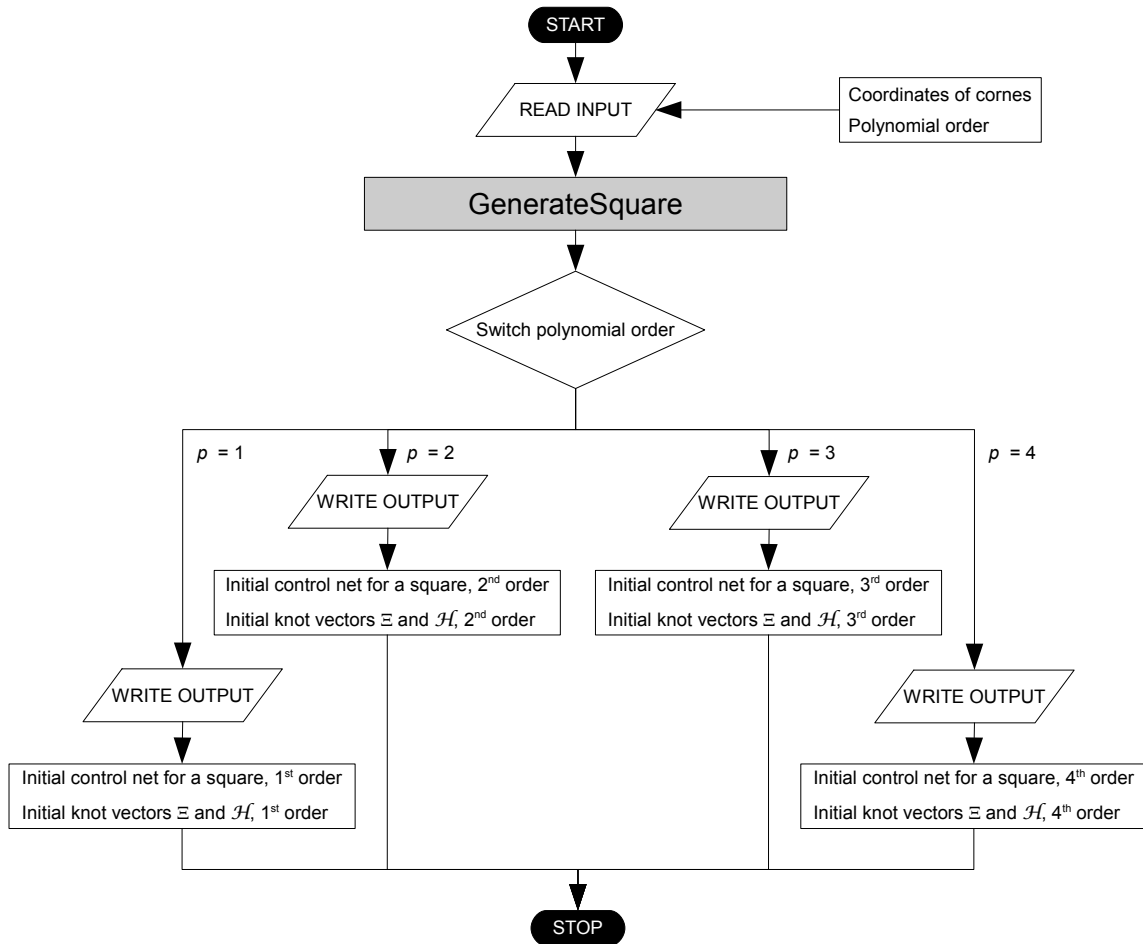 START
READ INPUT
Coordinates of cornes
Polynomial order
GenerateSquare
Switch polynomial order
p = 1
p = 2
p = 3
p = 4
WRITE OUTPUT
WRITE OUTPUT
Initial control net for a square, 2nd order
Initial knot vectors Ξ and ℋ, 2nd order
Initial control net for a square, 3rd order
Initial knot vectors Ξ and ℋ, 3rd order
WRITE OUTPUT
WRITE OUTPUT
Initial control net for a square, 1st order
Initial knot vectors Ξ and ℋ, 1st order
Initial control net for a square, 4th order
Initial knot vectors Ξ and ℋ, 4th order
STOP